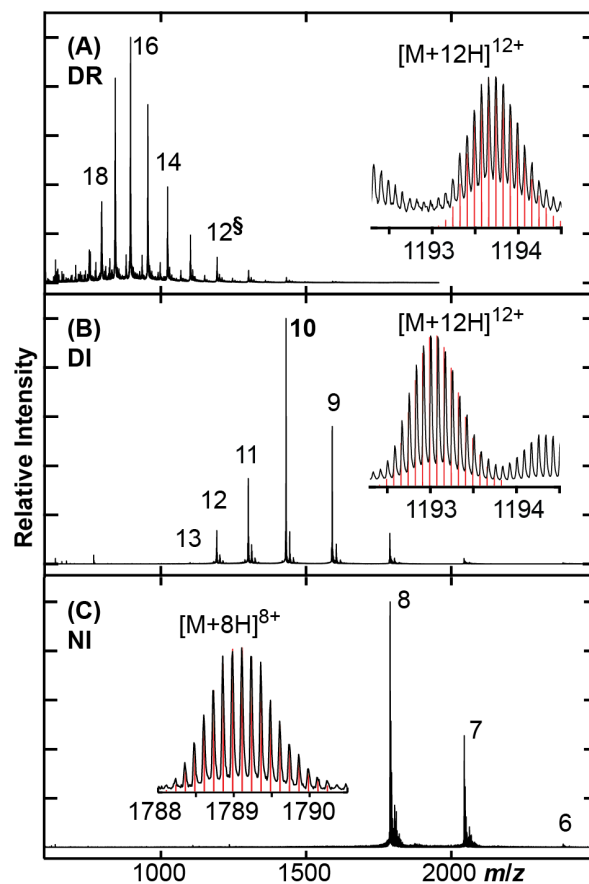 (A)
DR
16
[M+12H]12+
18
14
12§
1193 1194
(B)
DI
10
[M+12H]12+
9
11
12
13
1193 1194
(C)
NI
[M+8H]8+
8
7
6
1788 1789 1790
1000 1500 2000 m/z
Relative Intensity